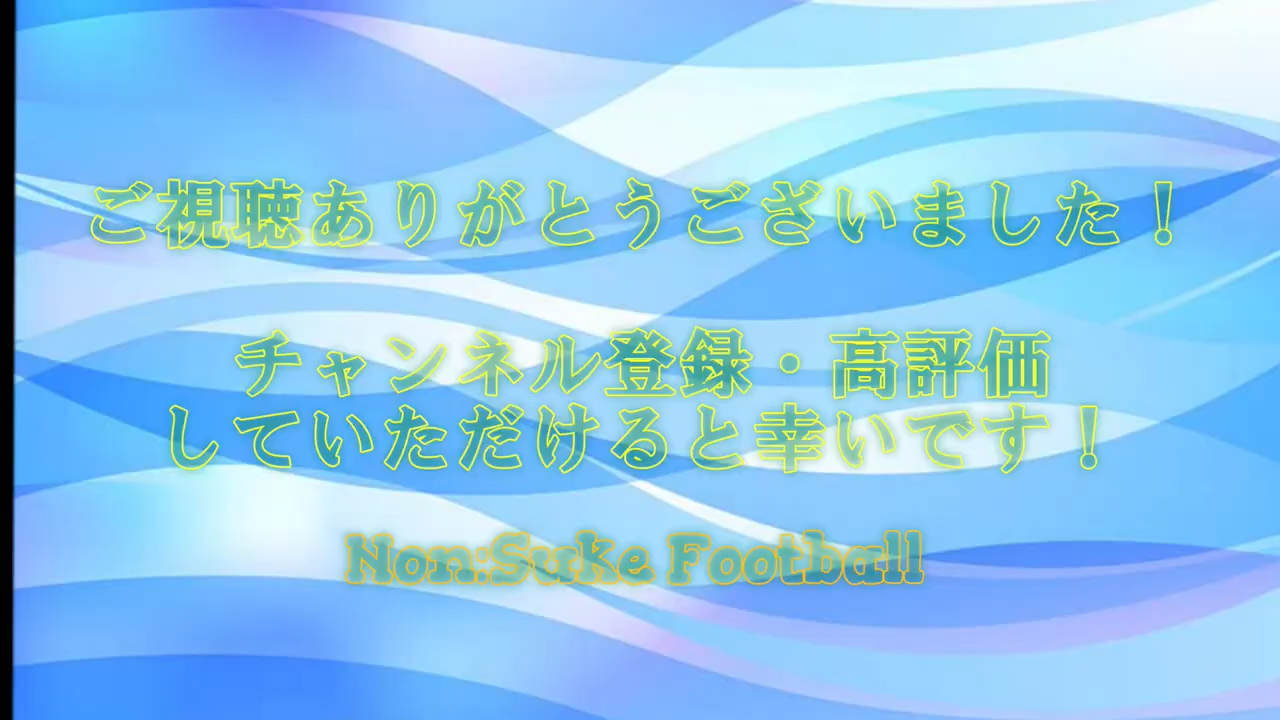 ご視聴ありがとうございました！
チャンネル登録・高評価
していただけると幸いです！
Non:Suke Football